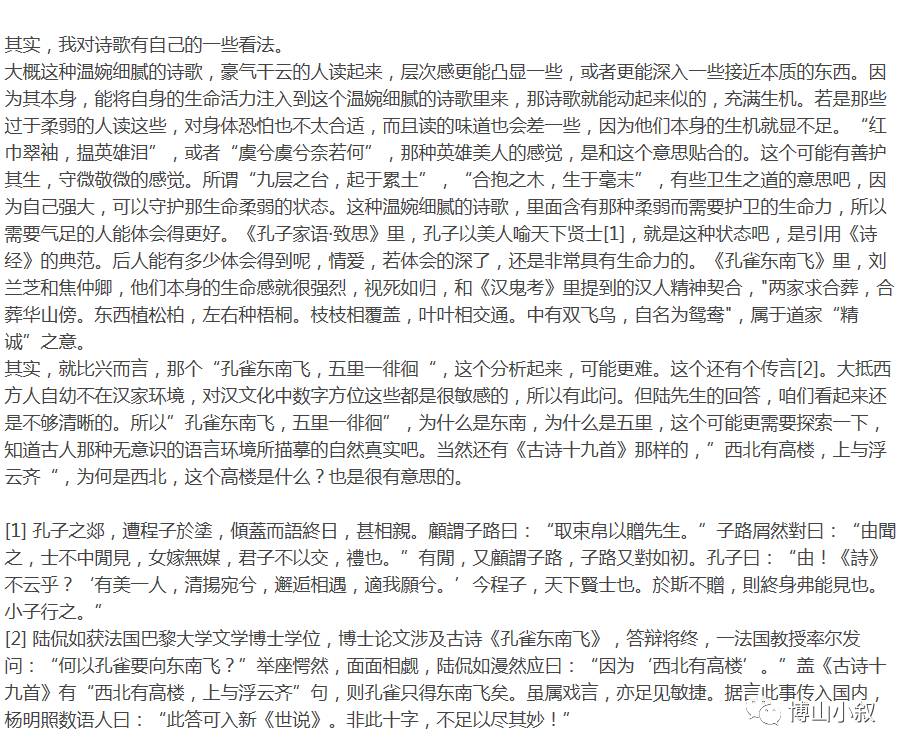 其实，我对诗歌有自己的一些看法。
大概这种温婉细腻的诗歌，豪气干云的人读起来，层次感更能凸显一些，或者更能深入一些接近本质的东西。因
为其本身，能将自身的生命活力注入到这个温婉细腻的诗歌里来，那诗歌就能动起来似的，充满生机。若是那些
过于柔弱的人读这些，对身体恐怕也不太合适，而且读的味道也会差一些，因为他们本身的生机就显不足。“红
巾翠袖，揾英雄泪”，或者“虞兮虞兮奈若何”，那种英雄美人的感觉，是和这个意思贴合的。这个可能有善护
其生，守微敬微的感觉。所谓“九层之台，起于累土”，“合抱之木，生于毫末”，有些卫生之道的意思吧，因
为自己强大，可以守护那生命柔弱的状态。这种温婉细腻的诗歌，里面含有那种柔弱而需要护卫的生命力，所以
需要气足的人能体会得更好。《孔子家语·致思》里，孔子以美人喻天下贤士[1]，就是这种状态吧，是引用《诗
经》的典范。后人能有多少体会得到呢，情爱，若体会的深了，还是非常具有生命力的。《孔雀东南飞》里，刘
兰芝和焦仲卿，他们本身的生命感就很强烈，视死如归，和《汉鬼考》里提到的汉人精神契合，"两家求合葬，合
葬华山傍。东西植松柏，左右种梧桐。枝枝相覆盖，叶叶相交通。中有双飞鸟，自名为鸳鸯"，属于道家“精
诚”之意。
其实，就比兴而言，那个“孔雀东南飞，五里一徘徊“，这个分析起来，可能更难。这个还有个传言[2]。大抵西
方人自幼不在汉家环境，对汉文化中数字方位这些都是很敏感的，所以有此问。但陆先生的回答，咱们看起来还
是不够清晰的。所以”孔雀东南飞，五里一徘徊”，为什么是东南，为什么是五里，这个可能更需要探索一下，
知道古人那种无意识的语言环境所描摹的自然真实吧。当然还有《古诗十九首》那样的，”西北有高楼，上与浮
云齐“，为何是西北，这个高楼是什么？也是很有意思的。
[1] 孔子之郯，遭程子於塗，傾蓋而語終日，甚相親。顧謂子路曰：“取束帛以贈先生。”子路屑然對曰：“由聞
之，士不中閒見，女嫁無媒，君子不以交，禮也。”有閒，又顧謂子路，子路又對如初。孔子曰：“由！《詩》
不云乎？‘有美一人，清揚宛兮，邂逅相遇，適我願兮。’今程子，天下賢士也。於斯不贈，則終身弗能見也。
小子行之。”
[2] 陆侃如获法国巴黎大学文学博士学位，博士论文涉及古诗《孔雀东南飞》，答辩将终，一法国教授率尔发
问：“何以孔雀要向东南飞？”举座愕然，面面相觑，陆侃如漫然应曰：“因为‘西北有高楼’。”盖《古诗十
九首》有“西北有高楼，上与浮云齐”句，则孔雀只得东南飞矣。虽属戏言，亦足见敏捷。据言此事传入国内，
杨明照数语人曰：“此答可入新《世说》。非此十字，不足以尽其妙！”
博山小叙